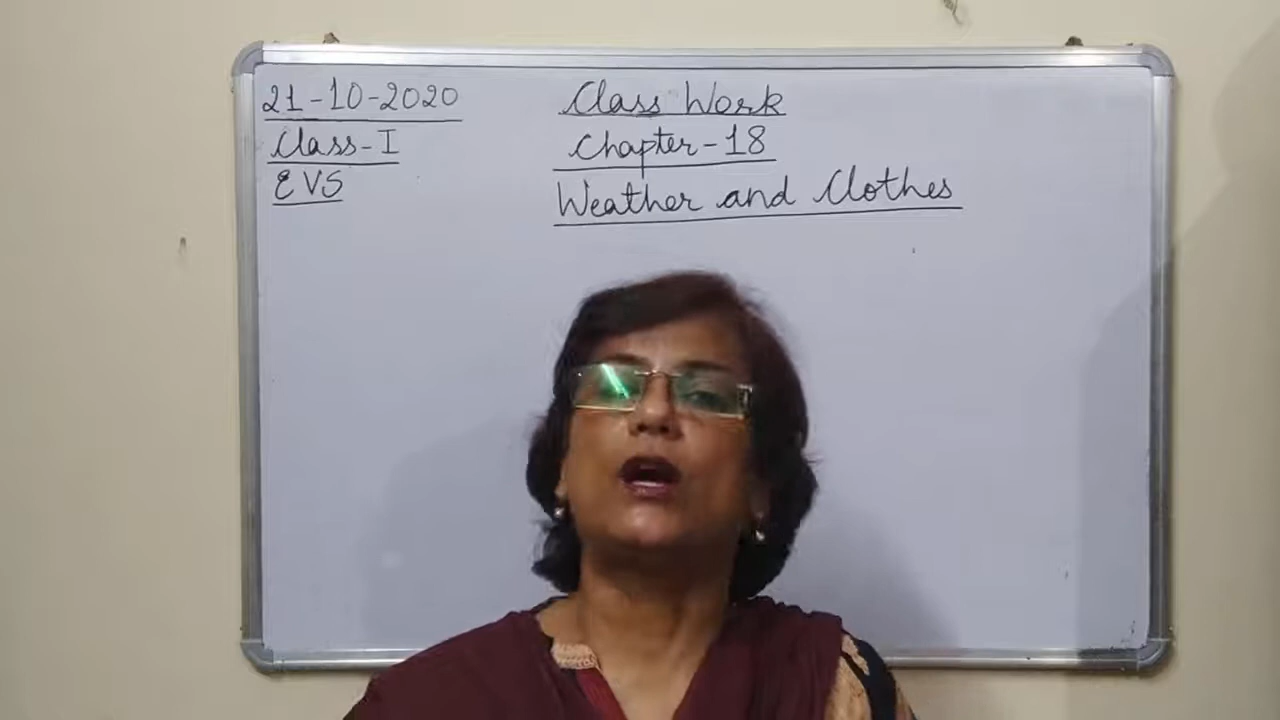 21-10-2020
Class-I
EVS
Class Work
Chapter-18
Weather and Clothes